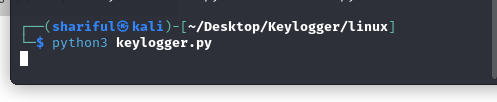 ┌──(shariful㉿kali)-[~/Desktop/Keylogger/linux]
└─$ python3 keylogger.py